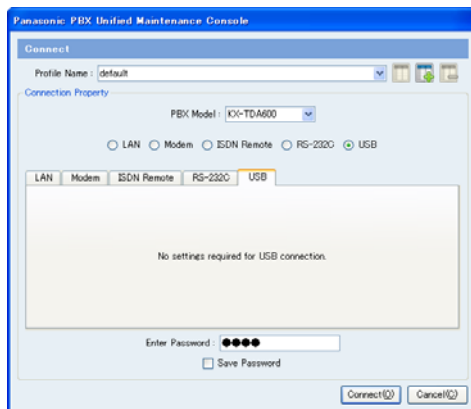 Panasonic PBX Unified Maintenance Console
Connect
Profile Name : default
Connection Property
PBX Model : KX-TDA600
LAN Modem ISDN Remote RS-232C USB
LAN Modem ISDN Remote RS-232C USB
No settings required for USB connection.
Enter Password : ●●●●
Save Password
Connect(O) Cancel(C)